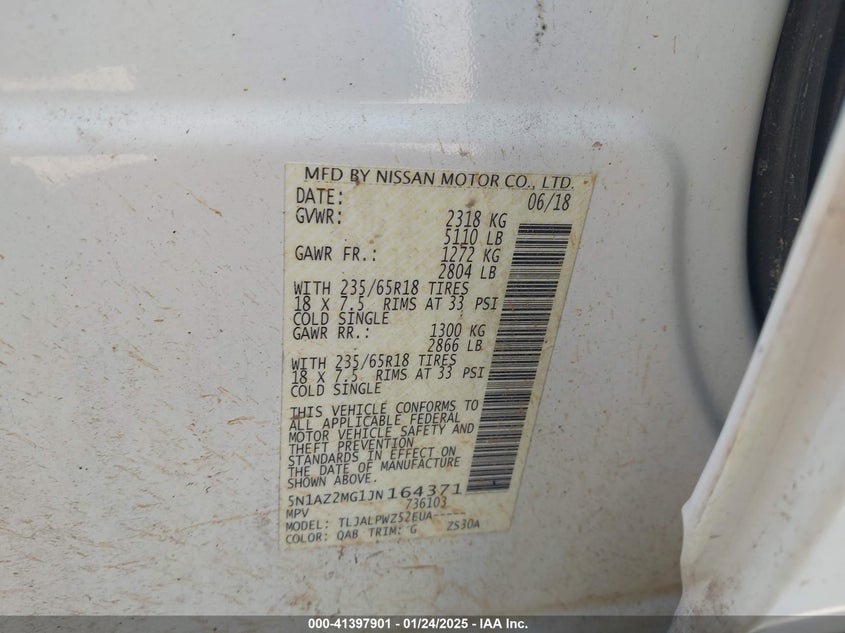 MFD BY NISSAN MOTOR CO., LTD.
DATE: 06/18
GVWR: 2318 KG
5110 LB
GAWR FR.: 1272 KG
2804 LB
WITH 235/65R18 TIRES
18 X 7.5 RIMS AT 33 PSI
COLD SINGLE
GAWR RR.: 1300 KG
2866 LB
WITH 235/65R18 TIRES
18 X 7.5 RIMS AT 33 PSI
COLD SINGLE
THIS VEHICLE CONFORMS TO
ALL APPLICABLE FEDERAL
MOTOR VEHICLE SAFETY AND
THEFT PREVENTION
STANDARDS IN EFFECT ON
THE DATE OF MANUFACTURE
SHOWN ABOVE.
5N1AZ2MG1JN164371
MPV 736103
MODEL: TLJALPWZ52EUA-----
COLOR: QAB TRIM: G ZS30A
000-41397901 - 01/24/2025 - IAA Inc.